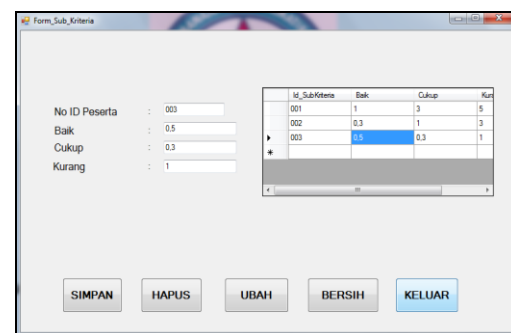 Form_Sub_Kriteria
No ID Peserta : 003
Baik : 0,5
Cukup : 0,3
Kurang : 1
Id_SubKriteria Baik Cukup Kura
001 1 3 5
002 0,3 1 3
003 0,5 0,3 1
SIMPAN HAPUS UBAH BERSIH KELUAR